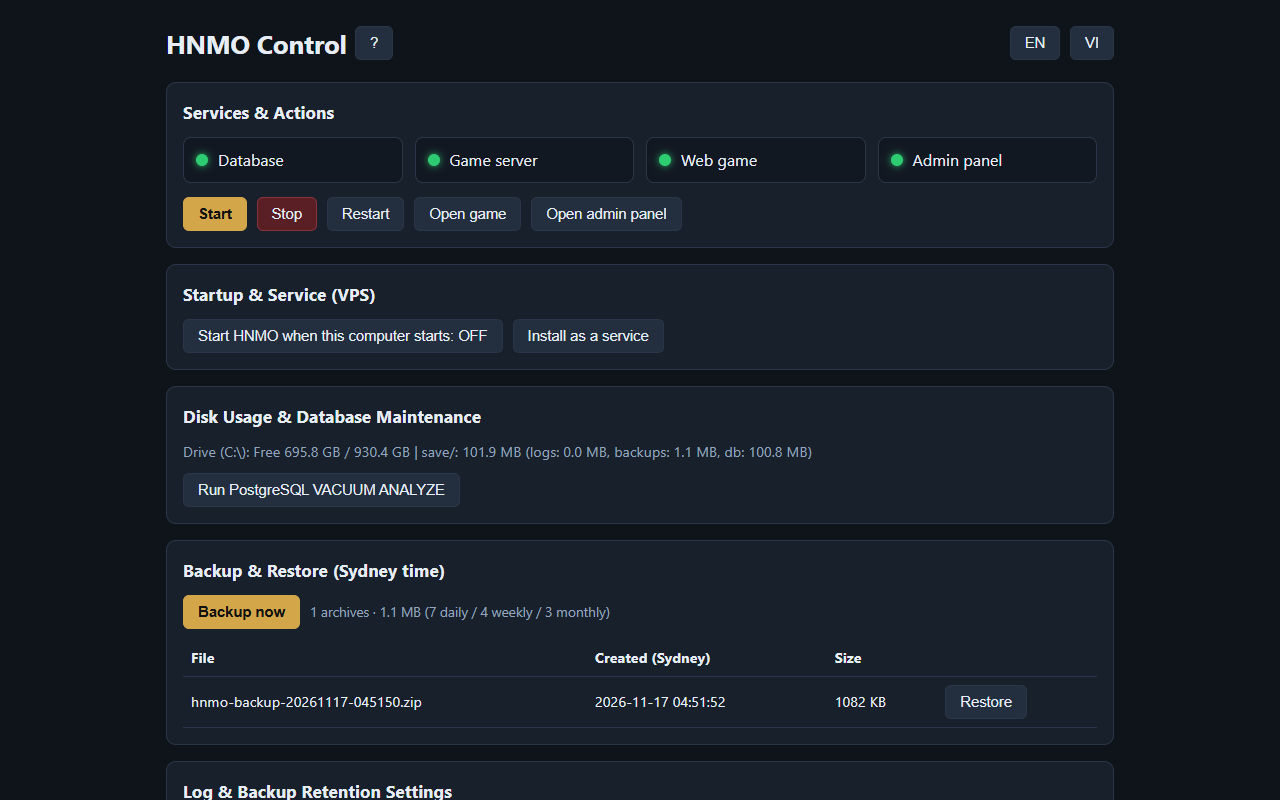 HNMO Control ? EN VI
Services & Actions
Database Game server Web game Admin panel
Start Stop Restart Open game Open admin panel
Startup & Service (VPS)
Start HNMO when this computer starts: OFF Install as a service
Disk Usage & Database Maintenance
Drive (C:\): Free 695.8 GB / 930.4 GB | save/: 101.9 MB (logs: 0.0 MB, backups: 1.1 MB, db: 100.8 MB)
Run PostgreSQL VACUUM ANALYZE
Backup & Restore (Sydney time)
Backup now 1 archives · 1.1 MB (7 daily / 4 weekly / 3 monthly)
File Created (Sydney) Size
hnmo-backup-20261117-045150.zip 2026-11-17 04:51:52 1082 KB Restore
Log & Backup Retention Settings